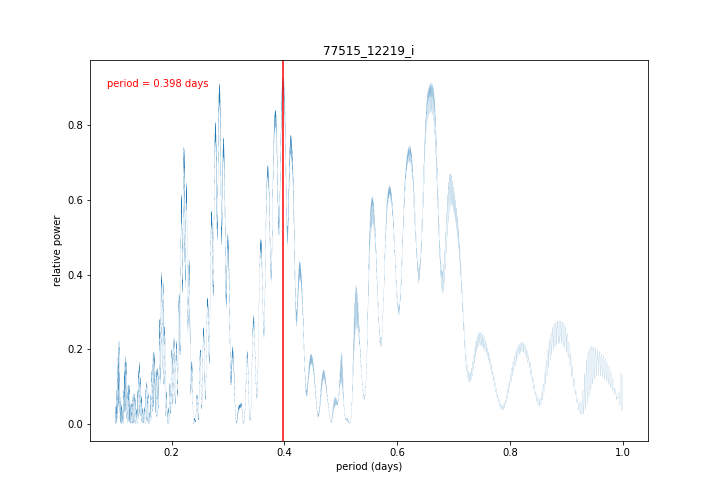 77515_12219_i
period = 0.398 days
relative power
0.8
0.6
0.4
0.2
0.0
0.2 0.4 0.6 0.8 1.0
period (days)